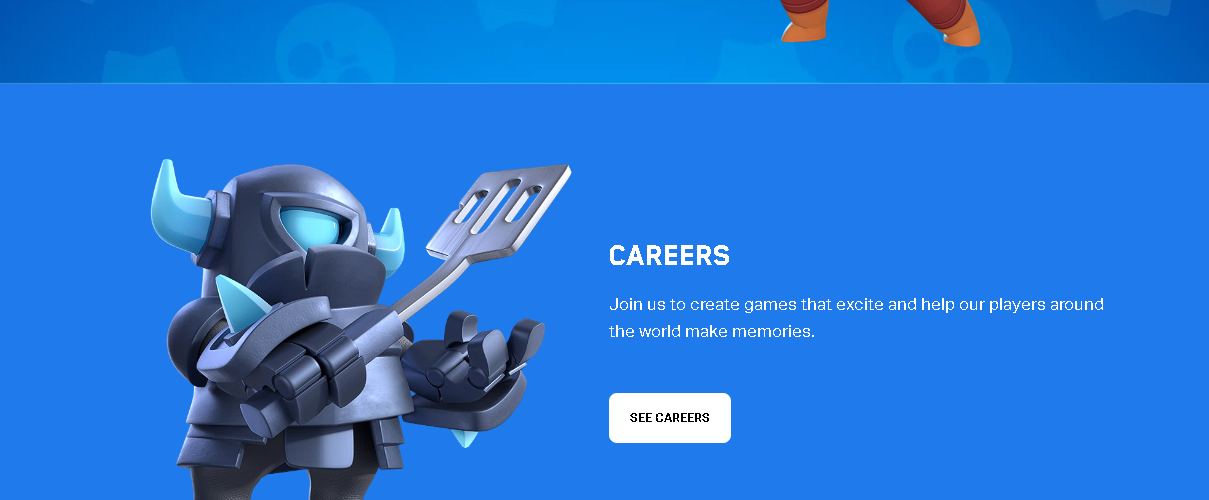 CAREERS
Join us to create games that excite and help our players around
the world make memories.
SEE CAREERS